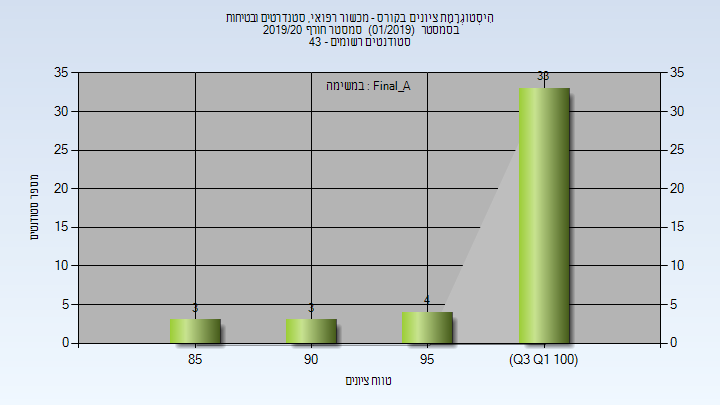 היסטוגרמת ציונים בקורס - מכשור רפואי, סטנדרטים ובטיחות
בסמסטר (01/2019) סמסטר חורף 2019/20
סטודנטים רשומים - 43
במשימה : Final_A
35 35
30 30
25 25
20 20
15 15
10 10
5 5
0 0
33
3 3 4
מספר סטודנטים
85 90 95 (Q3 Q1 100)
טווח ציונים